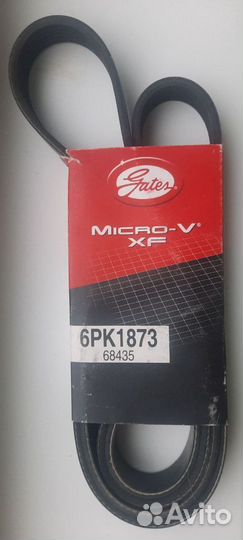 Gates
MICRO-V®
XF
6PK1873
68435
Avito